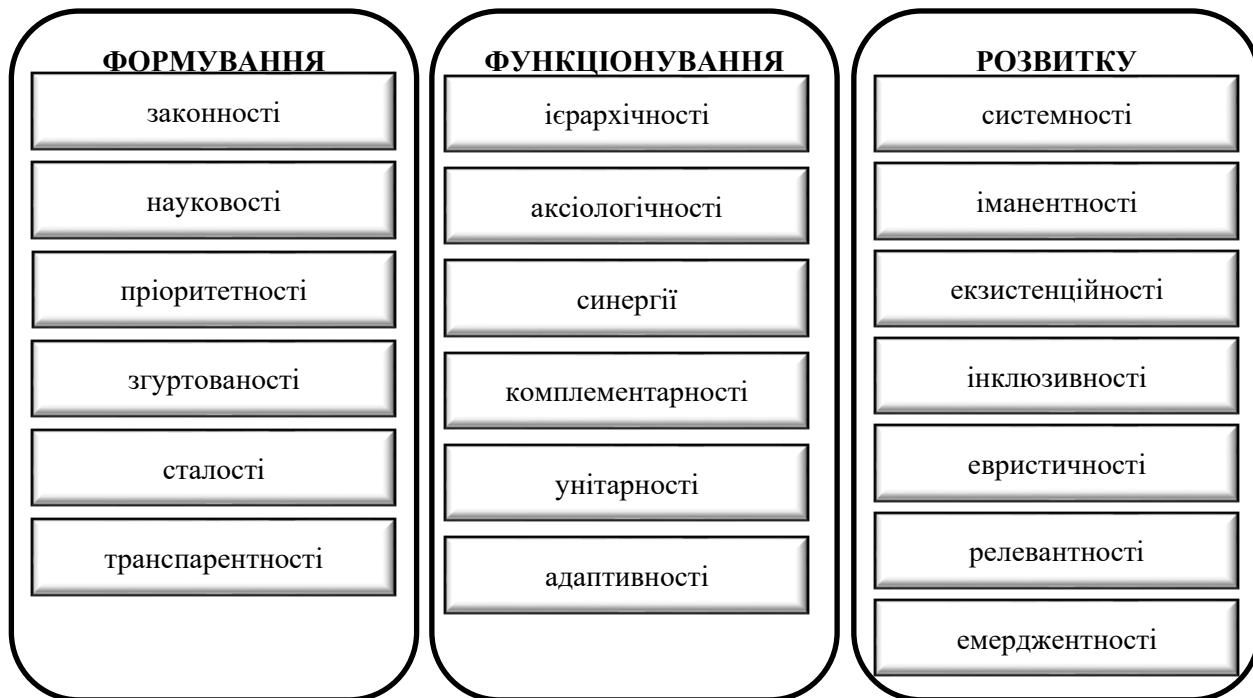 ФОРМУВАННЯ
законності
науковості
пріоритетності
згуртованості
сталості
транспарентності
ФУНКЦІОНУВАННЯ
ієрархічності
аксіологічності
синергії
комплементарності
унітарності
адаптивності
РОЗВИТКУ
системності
іманентності
екзистенційності
інклюзивності
евристичності
релевантності
емерджентності